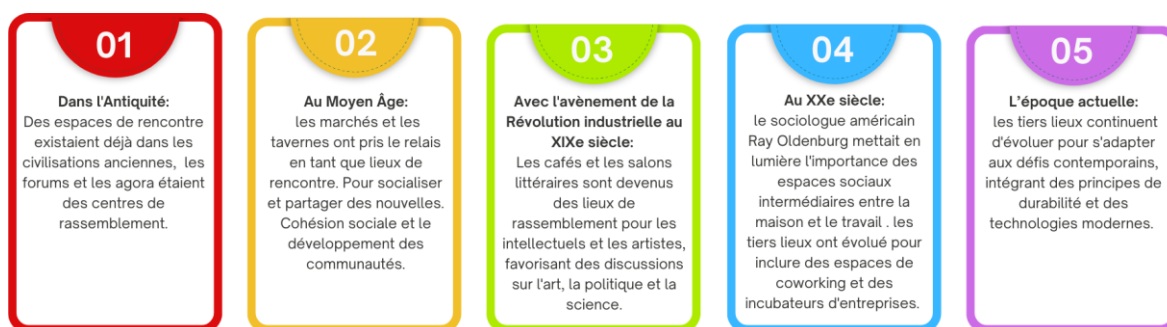 01
Dans l'Antiquité:
Des espaces de rencontre
existaient déjà dans les
civilisations anciennes, les
forums et les agora étaient
des centres de
rassemblement.
02
Au Moyen Âge:
les marchés et les
tavernes ont pris le relais
en tant que lieux de
rencontre. Pour socialiser
et partager des nouvelles.
Cohésion sociale et le
développement des
communautés.
03
Avec l'avènement de la
Révolution industrielle au
XIXe siècle:
Les cafés et les salons
littéraires sont devenus
des lieux de
rassemblement pour les
intellectuels et les artistes,
favorisant des discussions
sur l'art, la politique et la
science.
04
Au XXe siècle:
le sociologue américain
Ray Oldenburg mettait en
lumière l'importance des
espaces sociaux
intermédiaires entre la
maison et le travail . les
tiers lieux ont évolué pour
inclure des espaces de
coworking et des
incubateurs d'entreprises.
05
L'époque actuelle:
les tiers lieux continuent
d'évoluer pour s'adapter
aux défis contemporains,
intégrant des principes de
durabilité et des
technologies modernes.